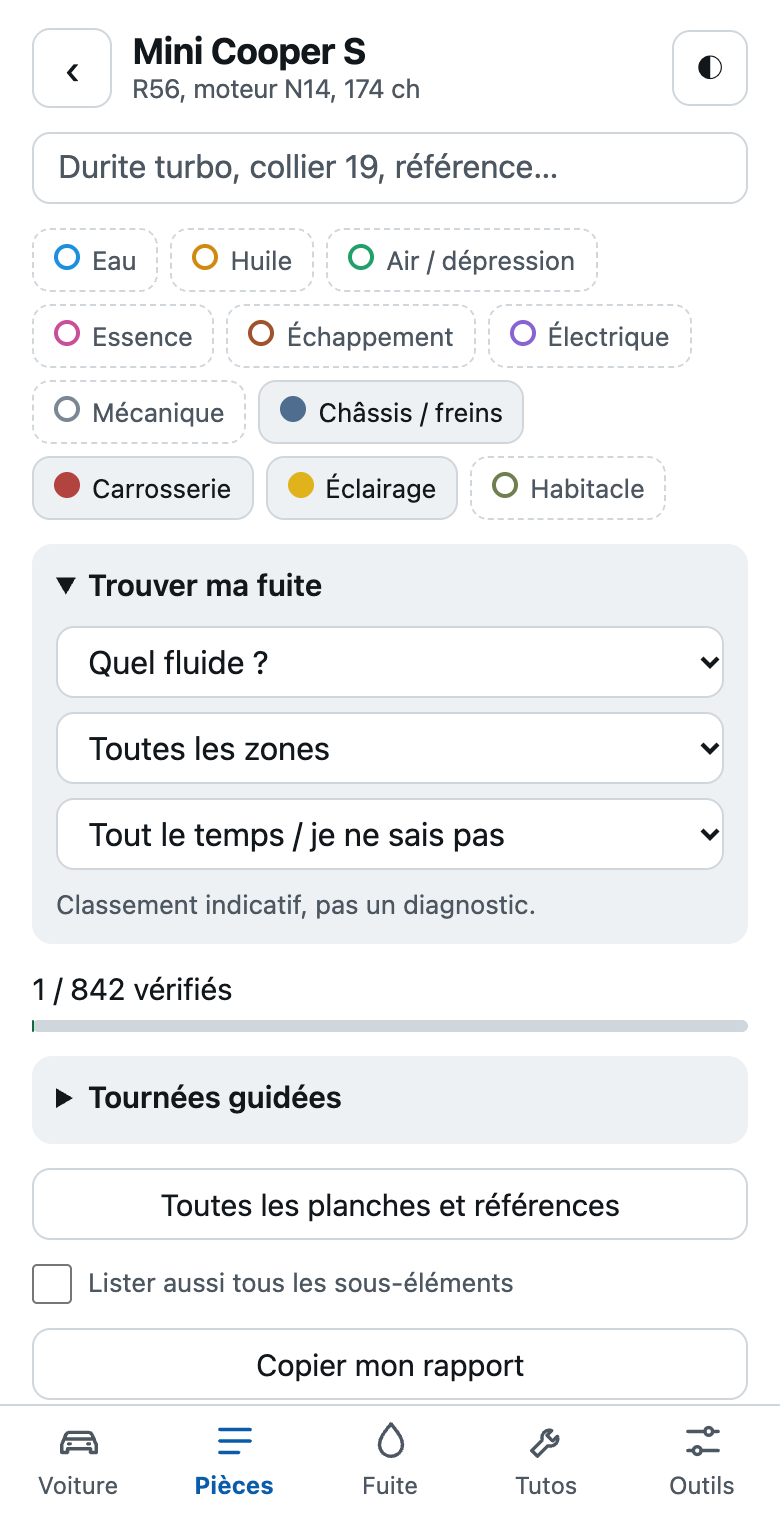 Mini Cooper S
R56, moteur N14, 174 ch
Durite turbo, collier 19, référence…
Eau Huile Air / dépression
Essence Échappement Électrique
Mécanique Châssis / freins
Carrosserie Éclairage Habitacle
Trouver ma fuite
Quel fluide ?
Toutes les zones
Tout le temps / je ne sais pas
Classement indicatif, pas un diagnostic.
1 / 842 vérifiés
Tournées guidées
Toutes les planches et références
Lister aussi tous les sous-éléments
Copier mon rapport
Voiture Pièces Fuite Tutos Outils